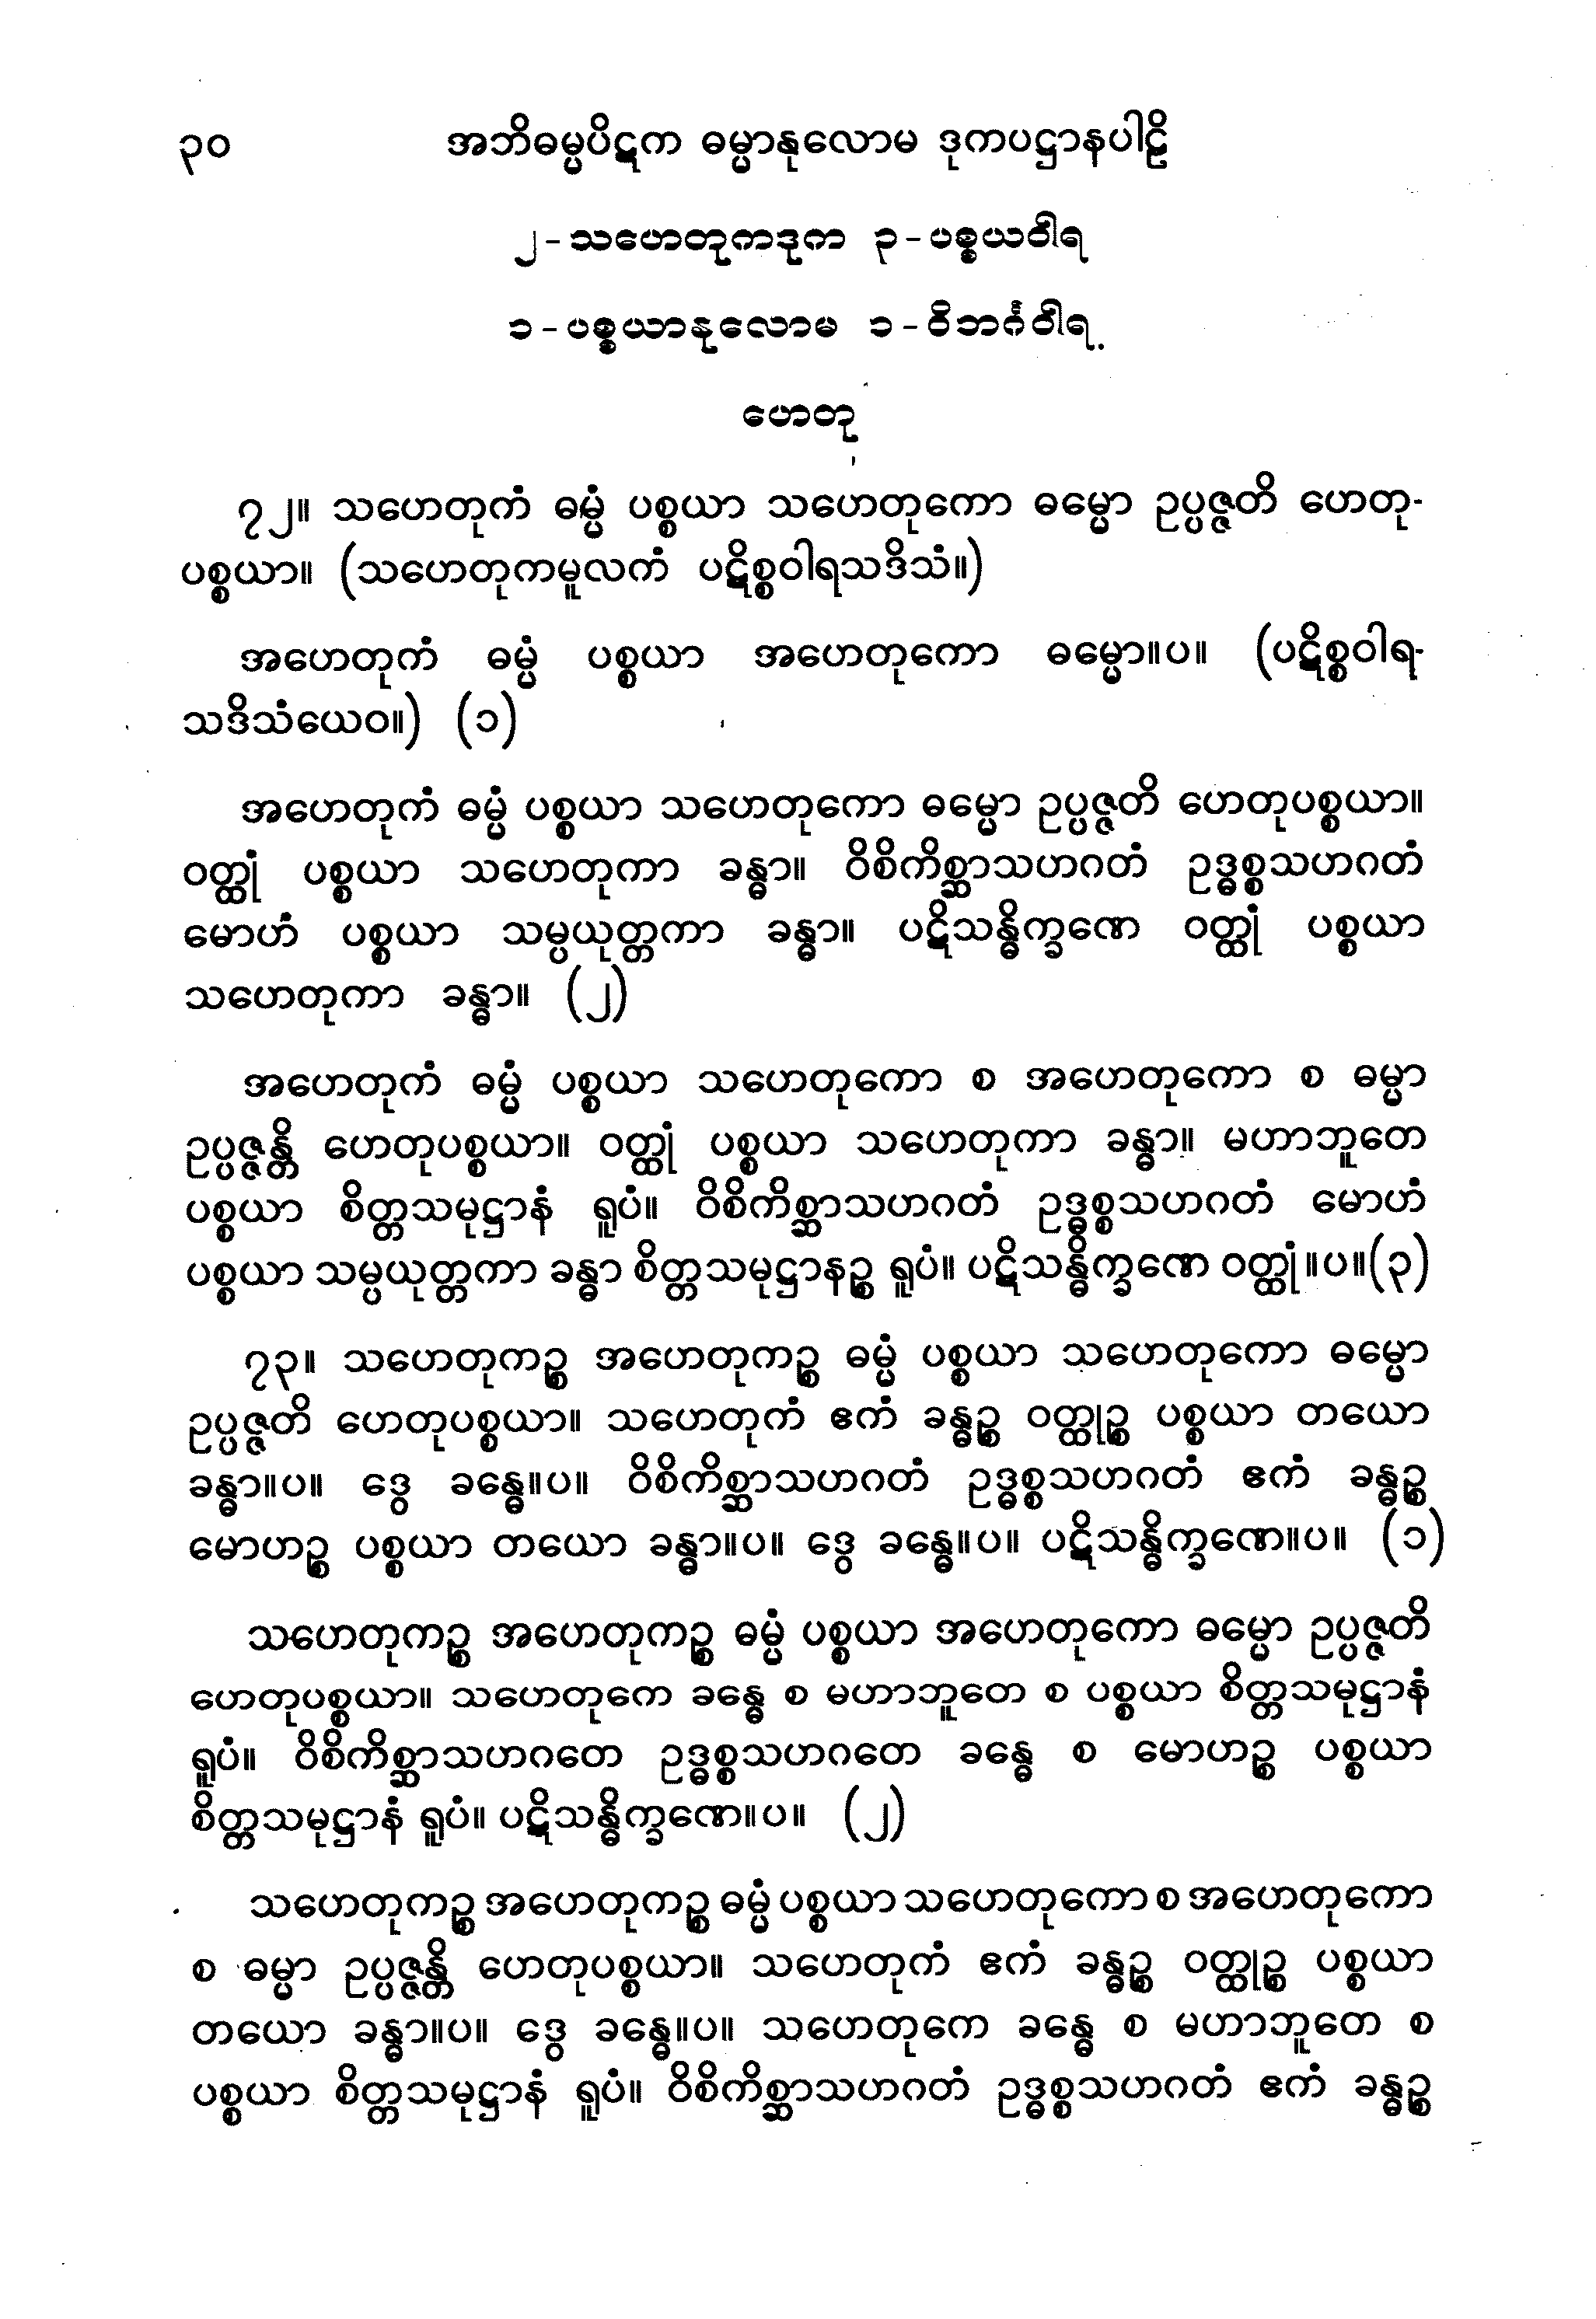 ၃၀ အဘိဓမ္မပိဋက ဓမ္မာနုလောမ ဒုကပဋ္ဌာနပါဠိ
၂-သဟေတုကဒုက ၃-ပစ္စယဝါရ
၁-ပစ္စယာနုလောမ ၁-ဝိဘင်္ဂဝါရ
ဟေတု
၇၂။ သဟေတုကံ ဓမ္မံ ပစ္စယာ သဟေတုကော ဓမ္မော ဥပ္ပဇ္ဇတိ ဟေတု-
ပစ္စယာ။ (သဟေတုကမူလကံ ပဋိစ္စဝါရသဒိသံ။)
အဟေတုကံ ဓမ္မံ ပစ္စယာ အဟေတုကော ဓမ္မော။ပ။ (ပဋိစ္စဝါရ-
သဒိသံယေဝ။) (၁)
အဟေတုကံ ဓမ္မံ ပစ္စယာ သဟေတုကော ဓမ္မော ဥပ္ပဇ္ဇတိ ဟေတုပစ္စယာ။
ဝတ္ထုံ ပစ္စယာ သဟေတုကာ ခန္ဓာ။ ဝိစိကိစ္ဆာသဟဂတံ ဥဒ္ဓစ္စသဟဂတံ
မောဟံ ပစ္စယာ သမ္ပယုတ္တကာ ခန္ဓာ။ ပဋိသန္ဓိက္ခဏေ ဝတ္ထုံ ပစ္စယာ
သဟေတုကာ ခန္ဓာ။ (၂)
အဟေတုကံ ဓမ္မံ ပစ္စယာ သဟေတုကော စ အဟေတုကော စ ဓမ္မာ
ဥပ္ပဇ္ဇန္တိ ဟေတုပစ္စယာ။ ဝတ္ထုံ ပစ္စယာ သဟေတုကာ ခန္ဓာ။ မဟာဘူတေ
ပစ္စယာ စိတ္တသမုဋ္ဌာနံ ရူပံ။ ဝိစိကိစ္ဆာသဟဂတံ ဥဒ္ဓစ္စသဟဂတံ မောဟံ
ပစ္စယာ သမ္ပယုတ္တကာ ခန္ဓာ စိတ္တသမုဋ္ဌာနဉ္စ ရူပံ။ ပဋိသန္ဓိက္ခဏေ ဝတ္ထုံ။ပ။(၃)
၇၃။ သဟေတုကဉ္စ အဟေတုကဉ္စ ဓမ္မံ ပစ္စယာ သဟေတုကော ဓမ္မော
ဥပ္ပဇ္ဇတိ ဟေတုပစ္စယာ။ သဟေတုကံ ဧကံ ခန္ဓဉ္စ ဝတ္ထုဉ္စ ပစ္စယာ တယော
ခန္ဓာ။ပ။ ဒွေ ခန္ဓေ။ပ။ ဝိစိကိစ္ဆာသဟဂတံ ဥဒ္ဓစ္စသဟဂတံ ဧကံ ခန္ဓဉ္စ
မောဟဉ္စ ပစ္စယာ တယော ခန္ဓာ။ပ။ ဒွေ ခန္ဓေ။ပ။ ပဋိသန္ဓိက္ခဏေ။ပ။ (၁)
သဟေတုကဉ္စ အဟေတုကဉ္စ ဓမ္မံ ပစ္စယာ အဟေတုကော ဓမ္မော ဥပ္ပဇ္ဇတိ
ဟေတုပစ္စယာ။ သဟေတုကေ ခန္ဓေ စ မဟာဘူတေ စ ပစ္စယာ စိတ္တသမုဋ္ဌာနံ
ရူပံ။ ဝိစိကိစ္ဆာသဟဂတေ ဥဒ္ဓစ္စသဟဂတေ ခန္ဓေ စ မောဟဉ္စ ပစ္စယာ
စိတ္တသမုဋ္ဌာနံ ရူပံ။ ပဋိသန္ဓိက္ခဏေ။ပ။ (၂)
သဟေတုကဉ္စ အဟေတုကဉ္စ ဓမ္မံ ပစ္စယာ သဟေတုကော စ အဟေတုကော
စ ဓမ္မာ ဥပ္ပဇ္ဇန္တိ ဟေတုပစ္စယာ။ သဟေတုကံ ဧကံ ခန္ဓဉ္စ ဝတ္ထုဉ္စ ပစ္စယာ
တယော ခန္ဓာ။ပ။ ဒွေ ခန္ဓေ။ပ။ သဟေတုကေ ခန္ဓေ စ မဟာဘူတေ စ
ပစ္စယာ စိတ္တသမုဋ္ဌာနံ ရူပံ။ ဝိစိကိစ္ဆာသဟဂတံ ဥဒ္ဓစ္စသဟဂတံ ဧကံ ခန္ဓဉ္စ